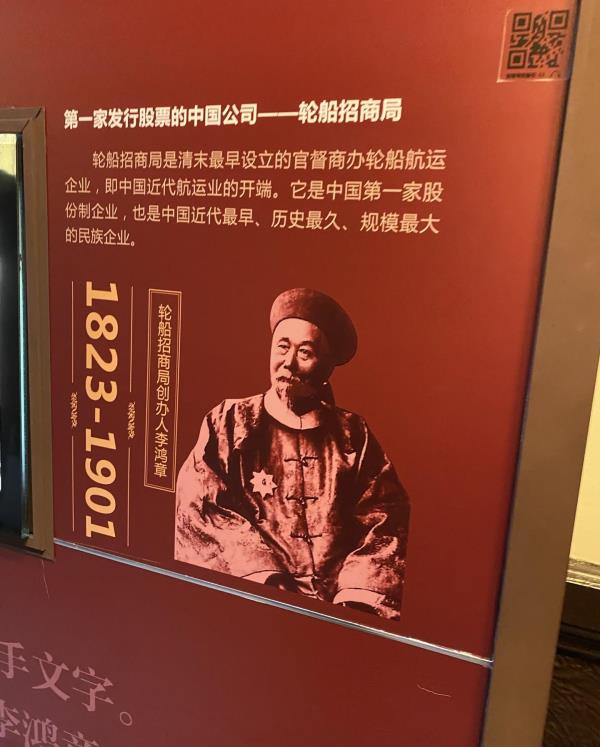 第一家发行股票的中国公司——轮船招商局
轮船招商局是清末最早设立的官督商办轮船航运
企业，即中国近代航运业的开端。它是中国第一家股
份制企业，也是中国近代最早、历史最久、规模最大
的民族企业。
1823-1901
轮船招商局创办人李鸿章
手文字。
李鸿章